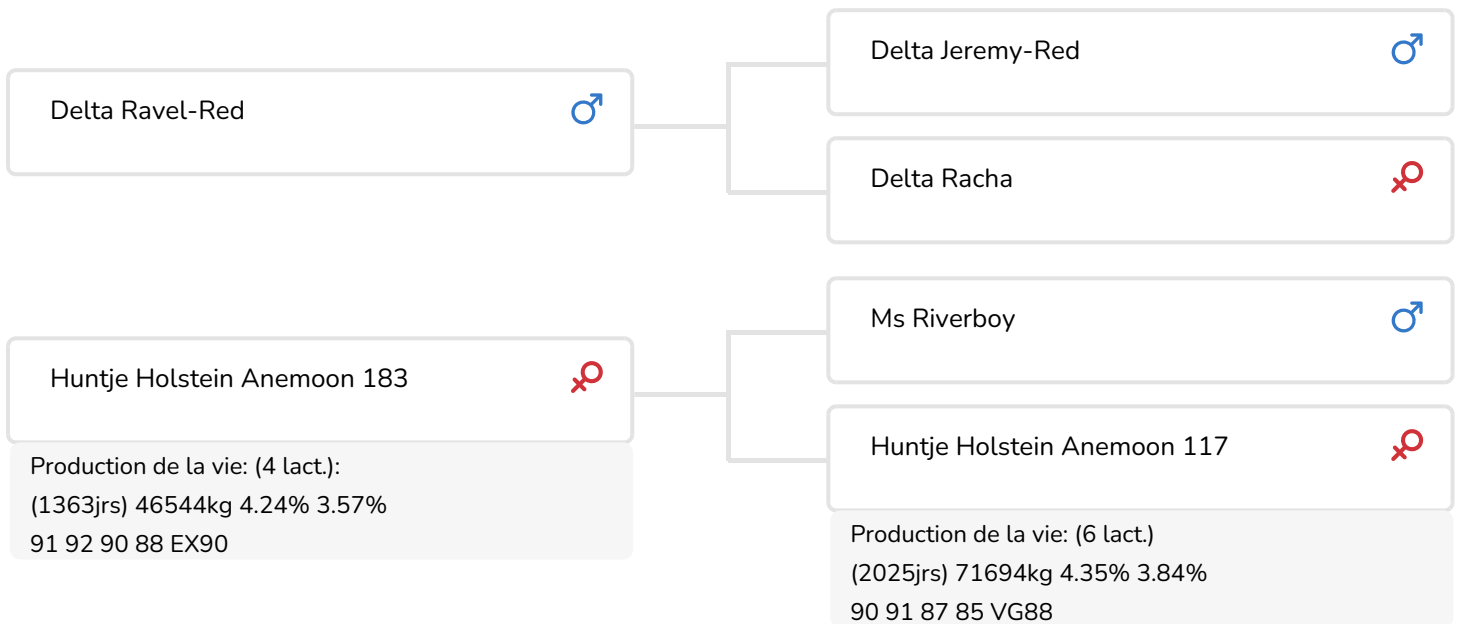 Delta Jeremy-Red
Delta Ravel-Red
Delta Racha
Ms Riverboy
Huntje Holstein Anemoon 183
Huntje Holstein Anemoon 117
Production de la vie: (4 lact.):
(1363jrs) 46544kg 4.24% 3.57%
91 92 90 88 EX90
Production de la vie: (6 lact.)
(2025jrs) 71694kg 4.35% 3.84%
90 91 87 85 VG88